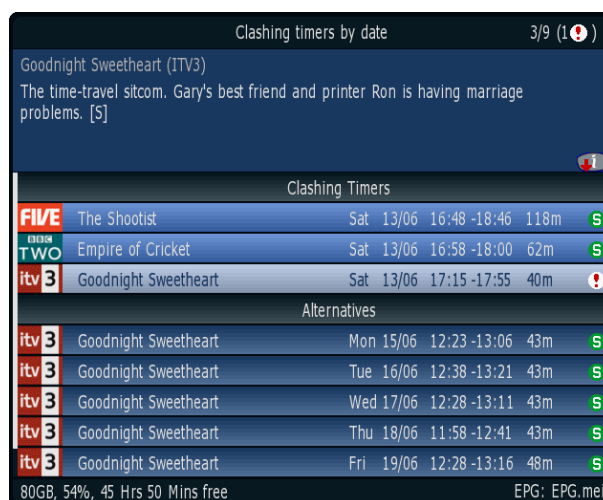 Clashing timers by date 3/9 (1 ! )
Goodnight Sweetheart (ITV3)
The time-travel sitcom. Gary's best friend and printer Ron is having marriage
problems. [S]
i
Clashing Timers
FIVE The Shootist Sat 13/06 16:48 -18:46 118m S
BBC TWO Empire of Cricket Sat 13/06 16:58 -18:00 62m S
itv 3 Goodnight Sweetheart Sat 13/06 17:15 -17:55 40m !
Alternatives
itv 3 Goodnight Sweetheart Mon 15/06 12:23 -13:06 43m S
itv 3 Goodnight Sweetheart Tue 16/06 12:38 -13:21 43m S
itv 3 Goodnight Sweetheart Wed 17/06 12:28 -13:11 43m S
itv 3 Goodnight Sweetheart Thu 18/06 11:58 -12:41 43m S
itv 3 Goodnight Sweetheart Fri 19/06 12:28 -13:16 48m S
80GB, 54%, 45 Hrs 50 Mins free EPG: EPG.mei